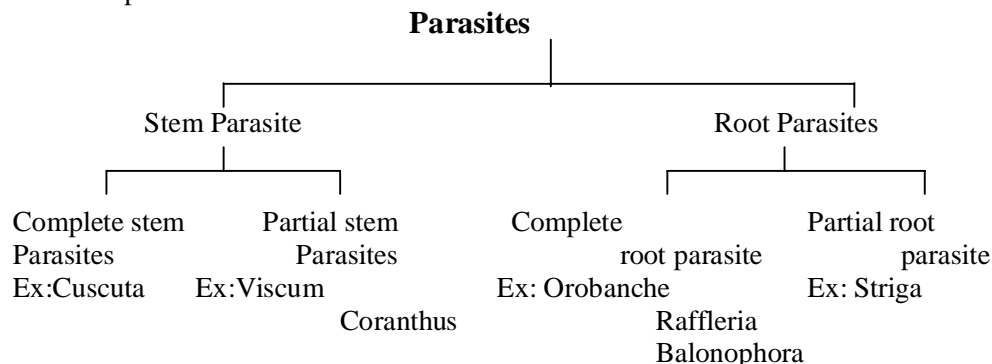 Parasites
Stem Parasite Root Parasites
Complete stem Partial stem Complete Partial root
Parasites Parasites root parasite parasite
Ex:Cuscuta Ex:Viscum Ex: Orobanche Ex: Striga
Coranthus Raffleria
Balonophora